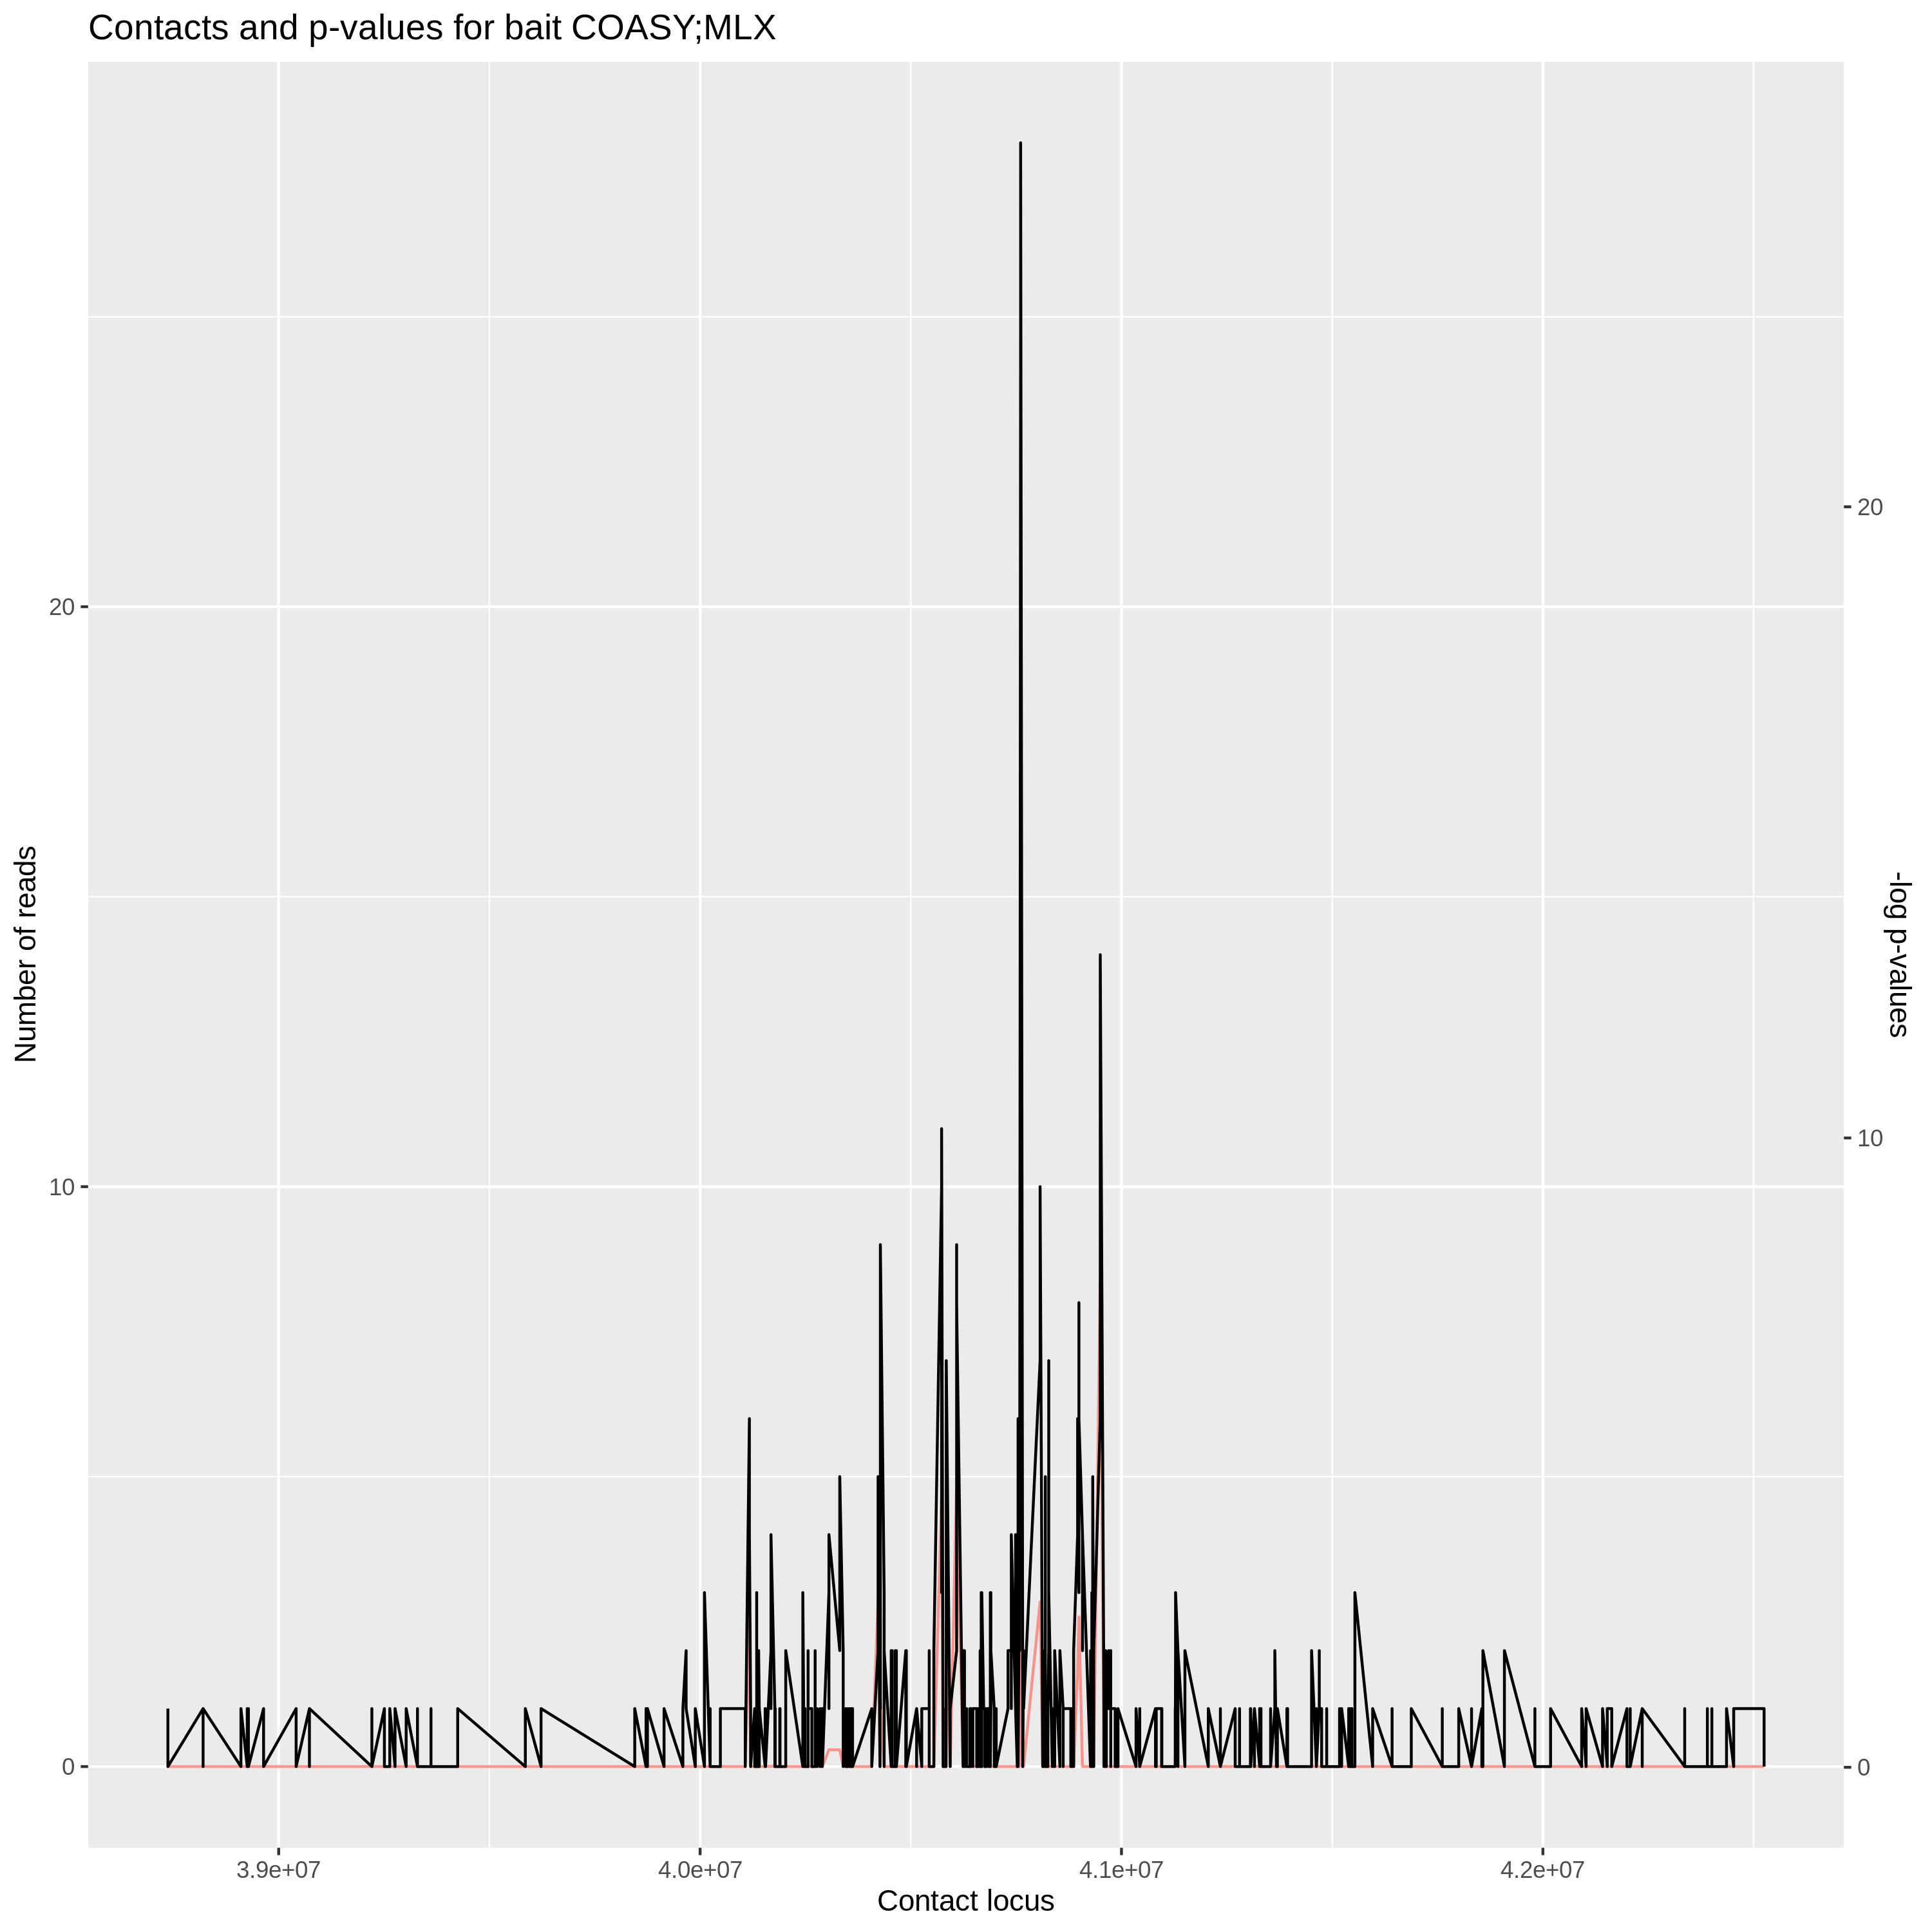 Contacts and p-values for bait COASY;MLX
Number of reads
20
10
0
20
10
0
-log p-values
3.9e+07 4.0e+07 4.1e+07 4.2e+07
Contact locus